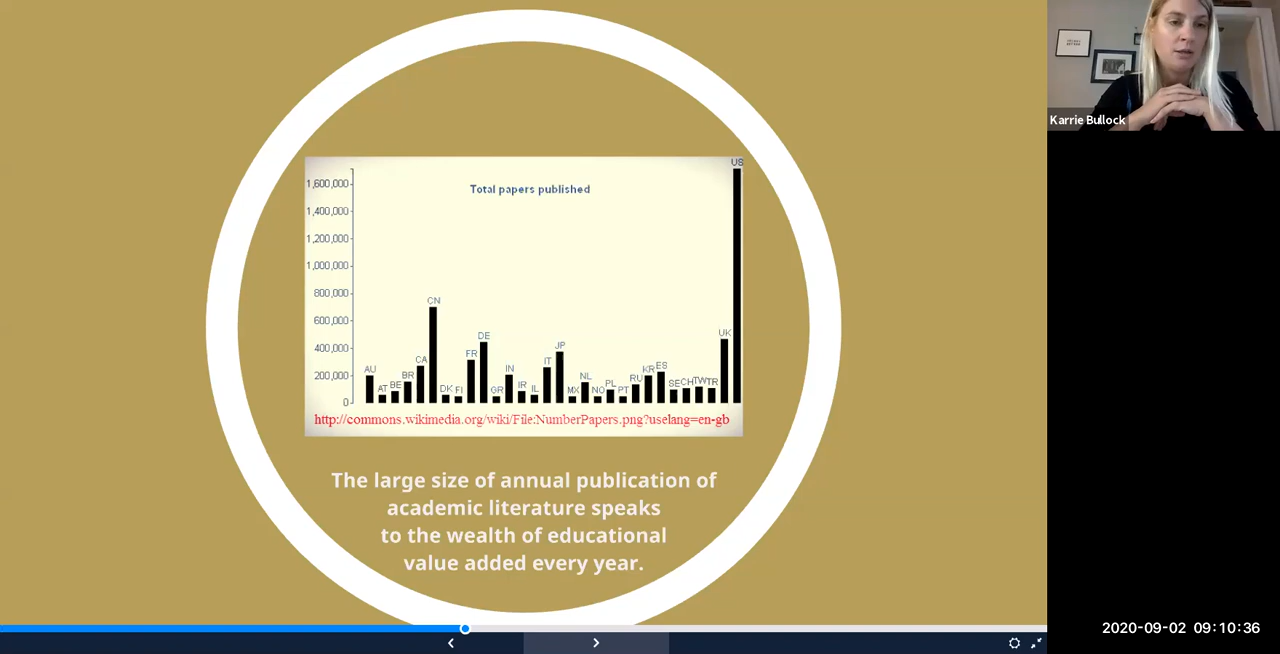 US
1,600,000
Total papers published
1,400,000
1,200,000
1,000,000
800,000
CN
600,000
DE
UK
400,000
JP
FR
AU
CA
IT
IN
KR
ES
200,000
BR
NL
RU
AT
BE
DK
FI
GR
IR
IL
MX
NO
PL
PT
SE
CH
TW
TR
0
http://commons.wikimedia.org/wiki/File:NumberPapers.png?uselang=en-gb
The large size of annual publication of
academic literature speaks
to the wealth of educational
value added every year.
Karrie Bullock
2020-09-02 09:10:36